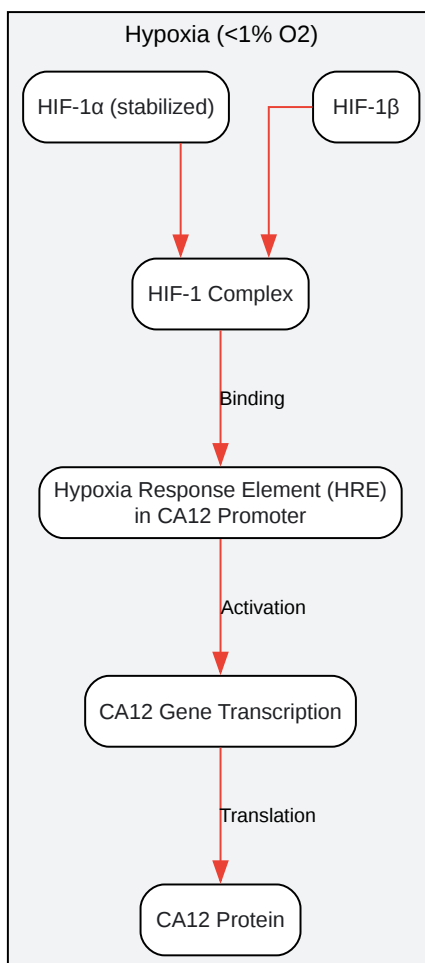 Hypoxia (<1% O2)
HIF-1α (stabilized)
HIF-1β
HIF-1 Complex
Binding
Hypoxia Response Element (HRE)
in CA12 Promoter
Activation
CA12 Gene Transcription
Translation
CA12 Protein